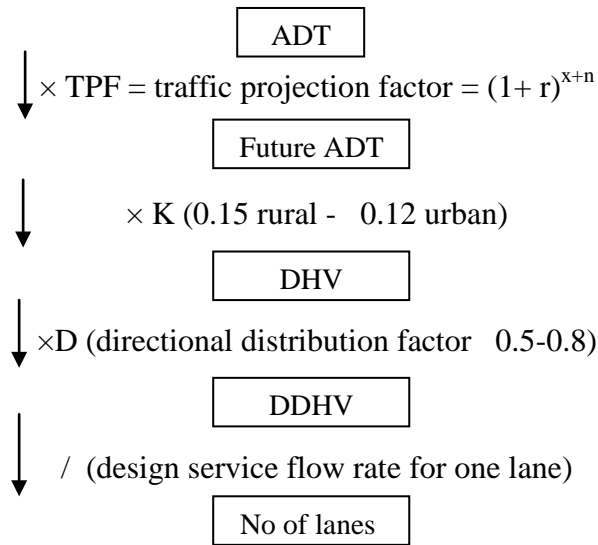 ADT
× TPF = traffic projection factor = (1+ r)^{x+n}
Future ADT
× K (0.15 rural - 0.12 urban)
DHV
×D (directional distribution factor 0.5-0.8)
DDHV
/ (design service flow rate for one lane)
No of lanes